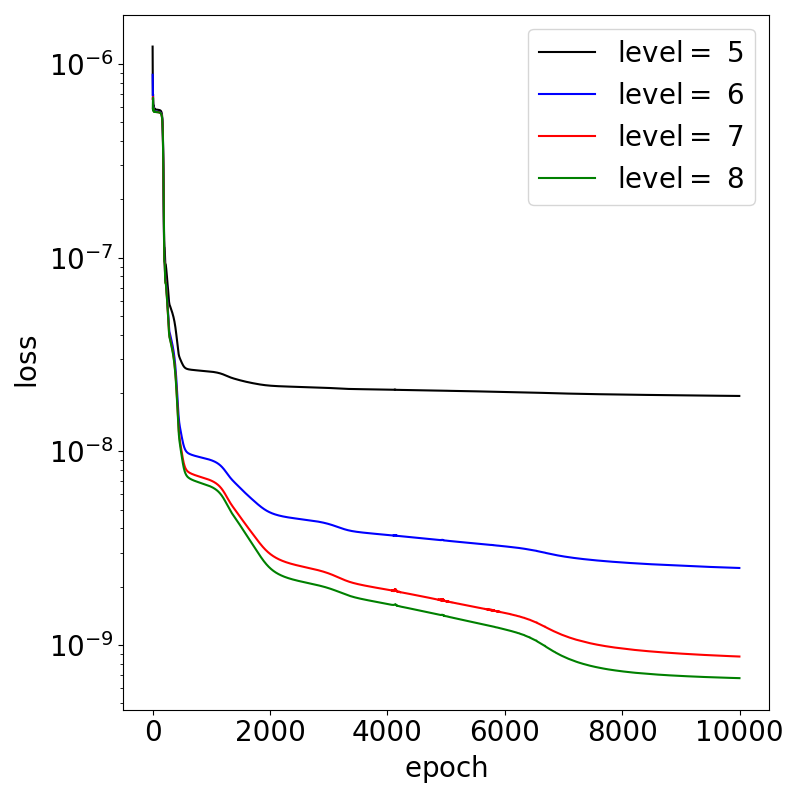 level= 5
level= 6
level= 7
level= 8
10⁻⁶
10⁻⁷
10⁻⁸
10⁻⁹
loss
0 2000 4000 6000 8000 10000
epoch